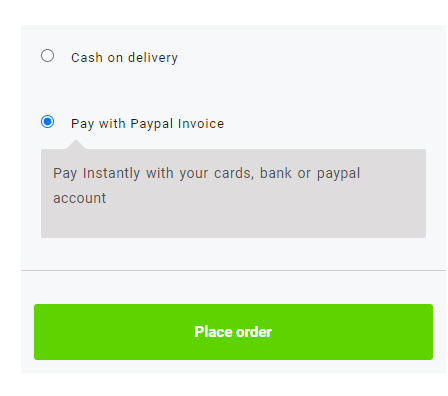 Cash on delivery
Pay with Paypal Invoice
Pay Instantly with your cards, bank or paypal
account
Place order